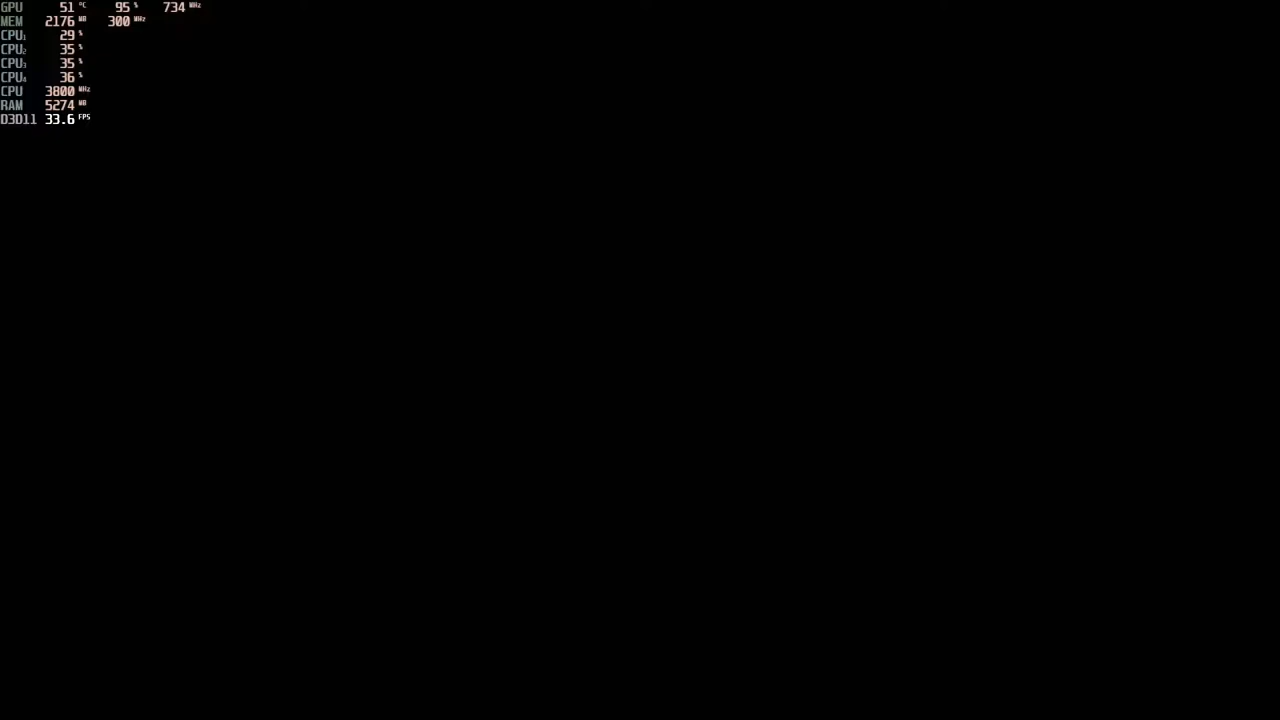 GPU 51 °C 95 % 734 MHz
MEM 2176 MB 300 MHz
CPU1 29 %
CPU2 35 %
CPU3 35 %
CPU4 36 %
CPU 3800 MHz
RAM 5274 MB
D3D11 33.6 FPS